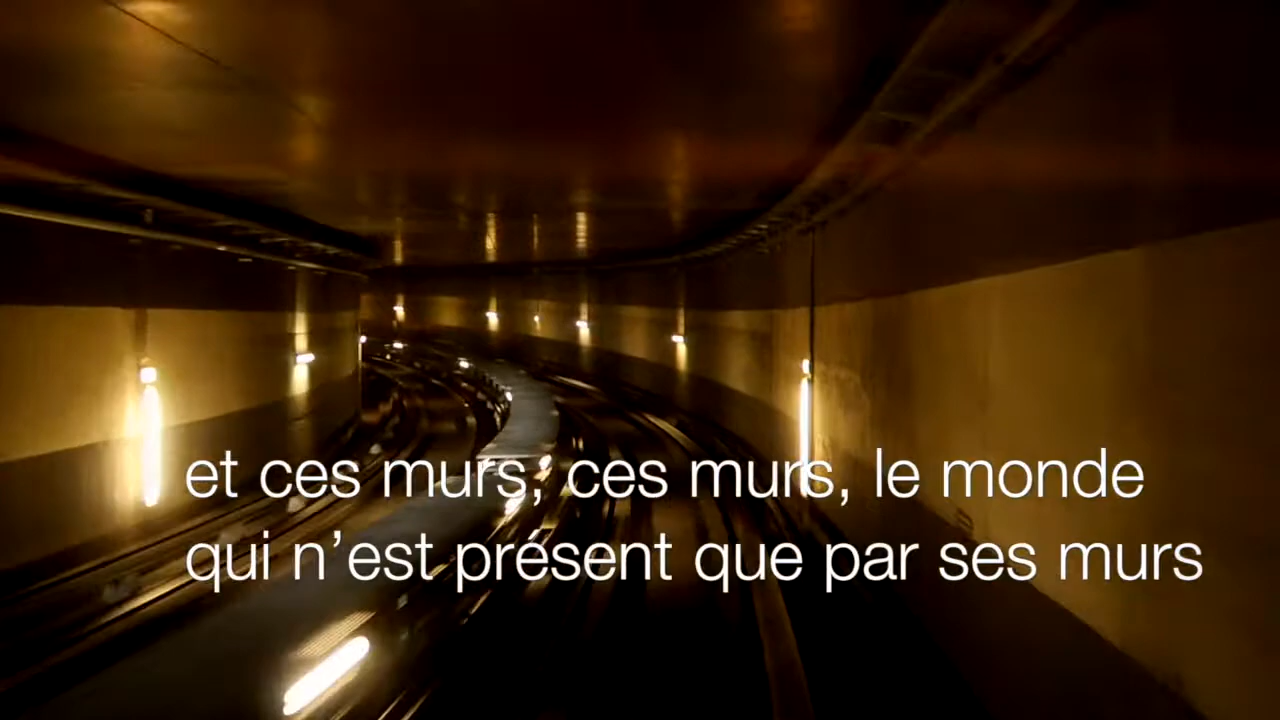 et ces murs, ces murs, le monde
qui n’est présent que par ses murs